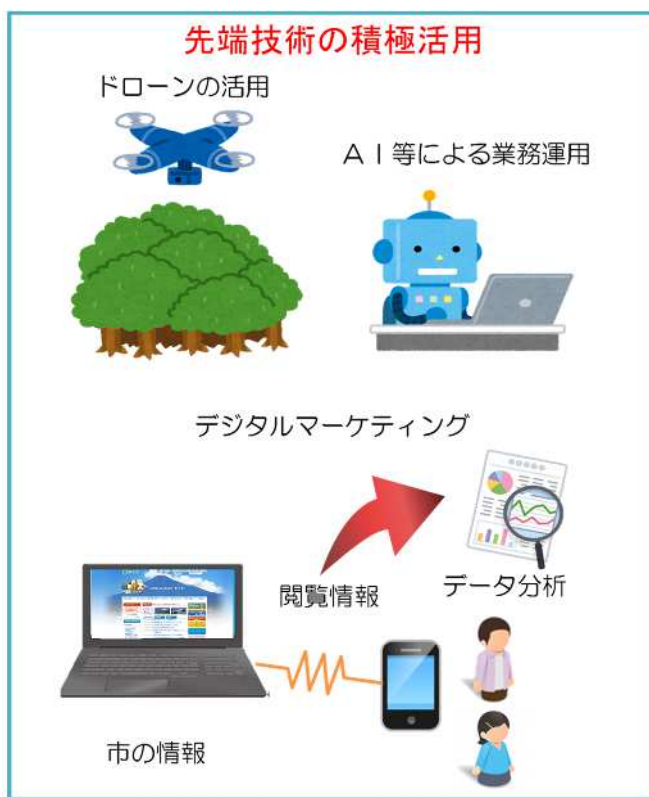 先端技術の積極活用
ドローンの活用
ＡＩ等による業務運用
デジタルマーケティング
閲覧情報
データ分析
市の情報